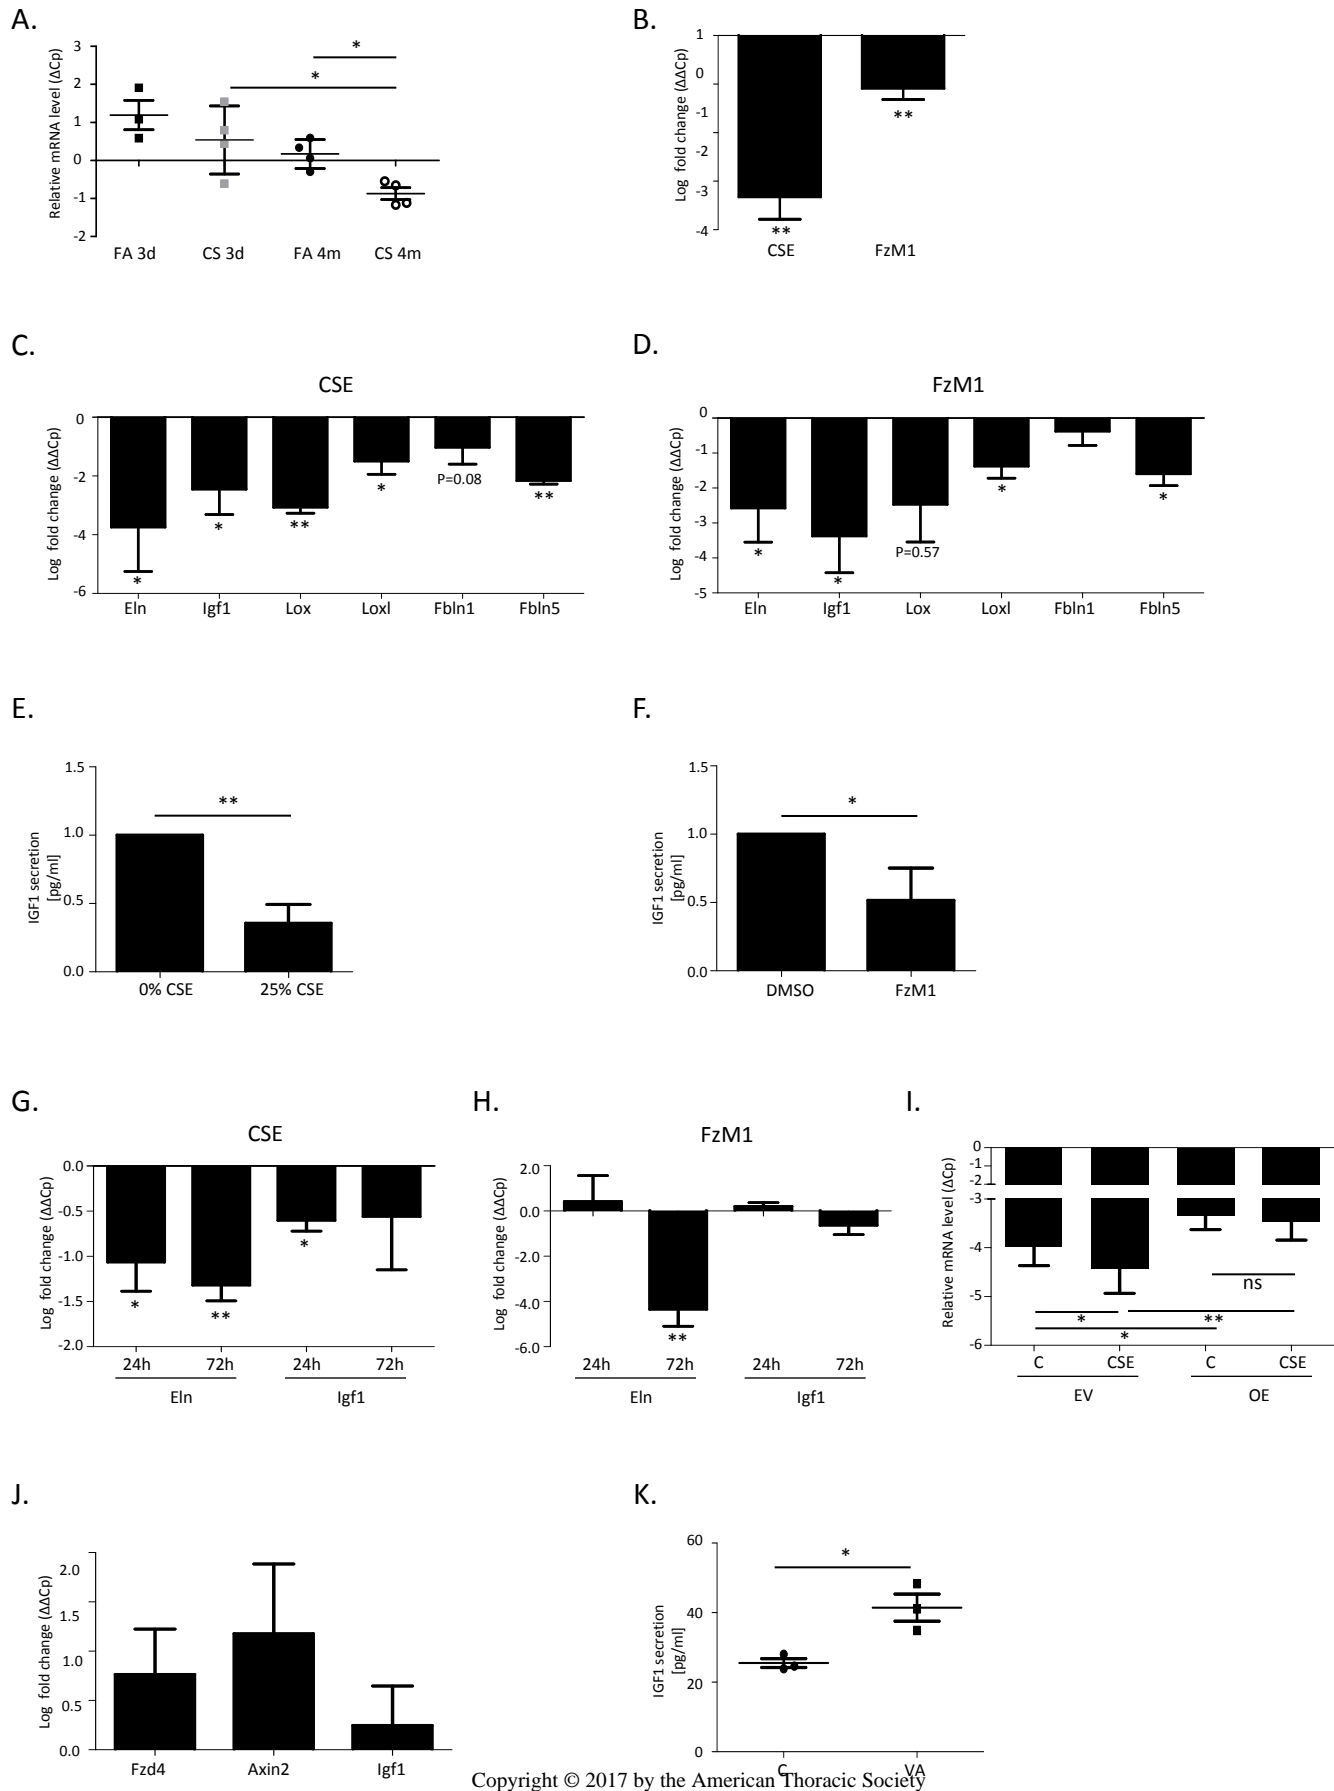 A.
Relative mRNA level (ΔCp)
3
2
1
0
-1
-2
*
*
FA 3d
CS 3d
FA 4m
CS 4m
B.
Log fold change (ΔΔCp)
1
0
-1
-2
-3
-4
**
**
CSE
FzM1
C.
CSE
Log fold change (ΔΔCp)
0
-2
-4
-6
*
*
**
*
P=0.08
**
Eln
Igf1
Lox
Loxl
Fbln1
Fbln5
D.
FzM1
Log fold change (ΔΔCp)
0
-1
-2
-3
-4
-5
*
*
P=0.57
*
*
Eln
Igf1
Lox
Loxl
Fbln1
Fbln5
E.
IGF1 secretion
[pg/ml]
1.5
1.0
0.5
0.0
**
0% CSE
25% CSE
F.
IGF1 secretion
[pg/ml]
1.5
1.0
0.5
0.0
*
DMSO
FzM1
G.
CSE
Log fold change (ΔΔCp)
0.0
-0.5
-1.0
-1.5
-2.0
*
**
*
24h
72h
24h
72h
Eln
Igf1
H.
FzM1
Log fold change (ΔΔCp)
2.0
0.0
-2.0
-4.0
-6.0
**
24h
72h
24h
72h
Eln
Igf1
I.
Relative mRNA level (ΔCp)
0
-1
-2
-3
-4
-5
-6
ns
*
**
*
C
CSE
C
CSE
EV
OE
J.
Log fold change (ΔΔCp)
2.0
1.5
1.0
0.5
0.0
Fzd4
Axin2
Igf1
K.
IGF1 secretion
[pg/ml]
60
40
20
0
*
C
VA
Copyright © 2017 by the American Thoracic Society